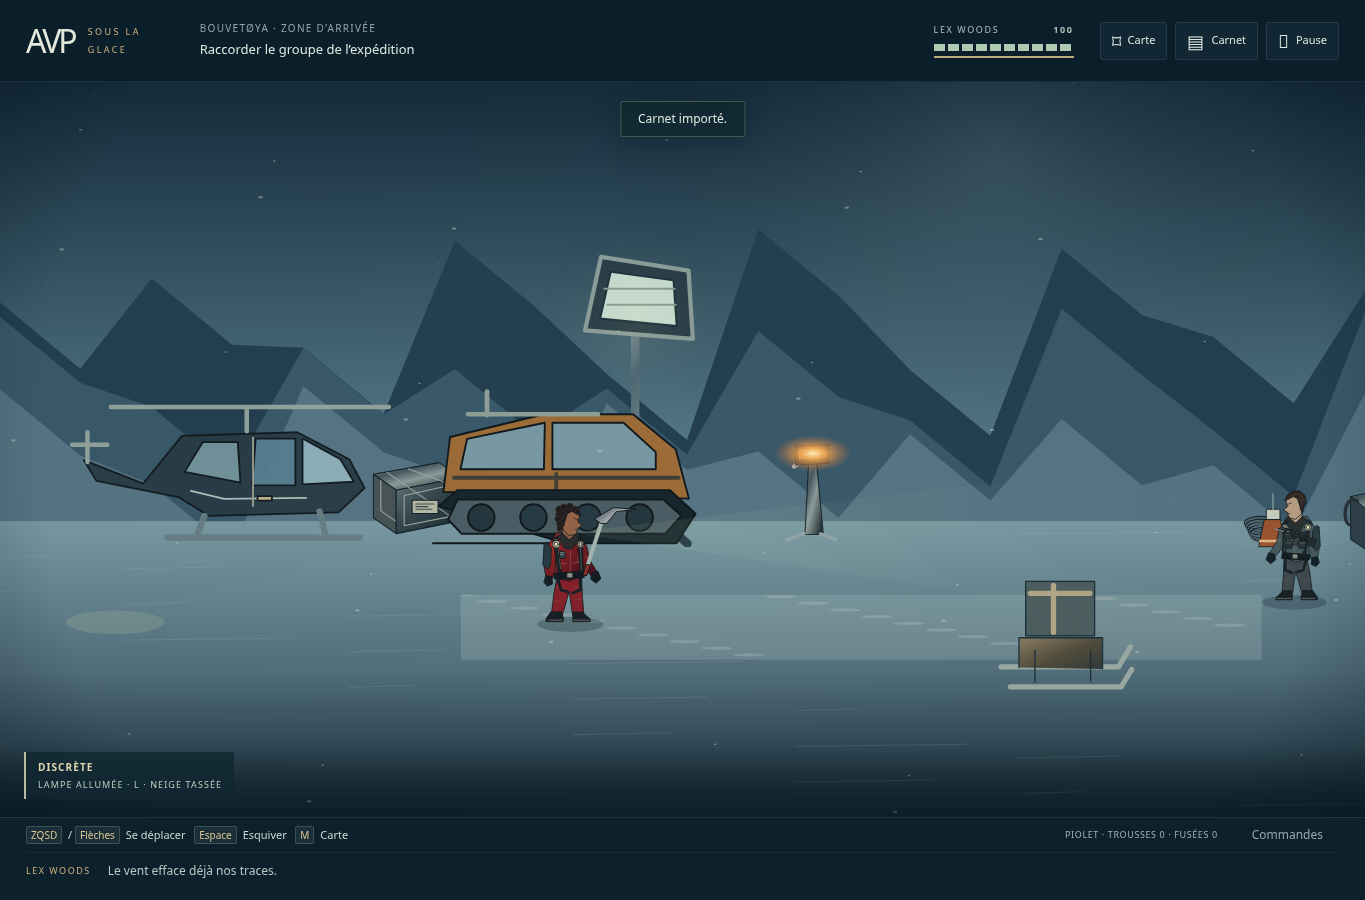 AVP
SOUS LA
GLACE
BOUVETØYA · ZONE D’ARRIVÉE
Raccorder le groupe de l’expédition
LEX WOODS 100
Carte
Carnet
Pause
Carnet importé.
DISCRÈTE
LAMPE ALLUMÉE · L · NEIGE TASSÉE
ZQSD / Flèches Se déplacer Espace Esquiver M Carte
PIOLET · TROUSSES 0 · FUSÉES 0
Commandes
LEX WOODS Le vent efface déjà nos traces.